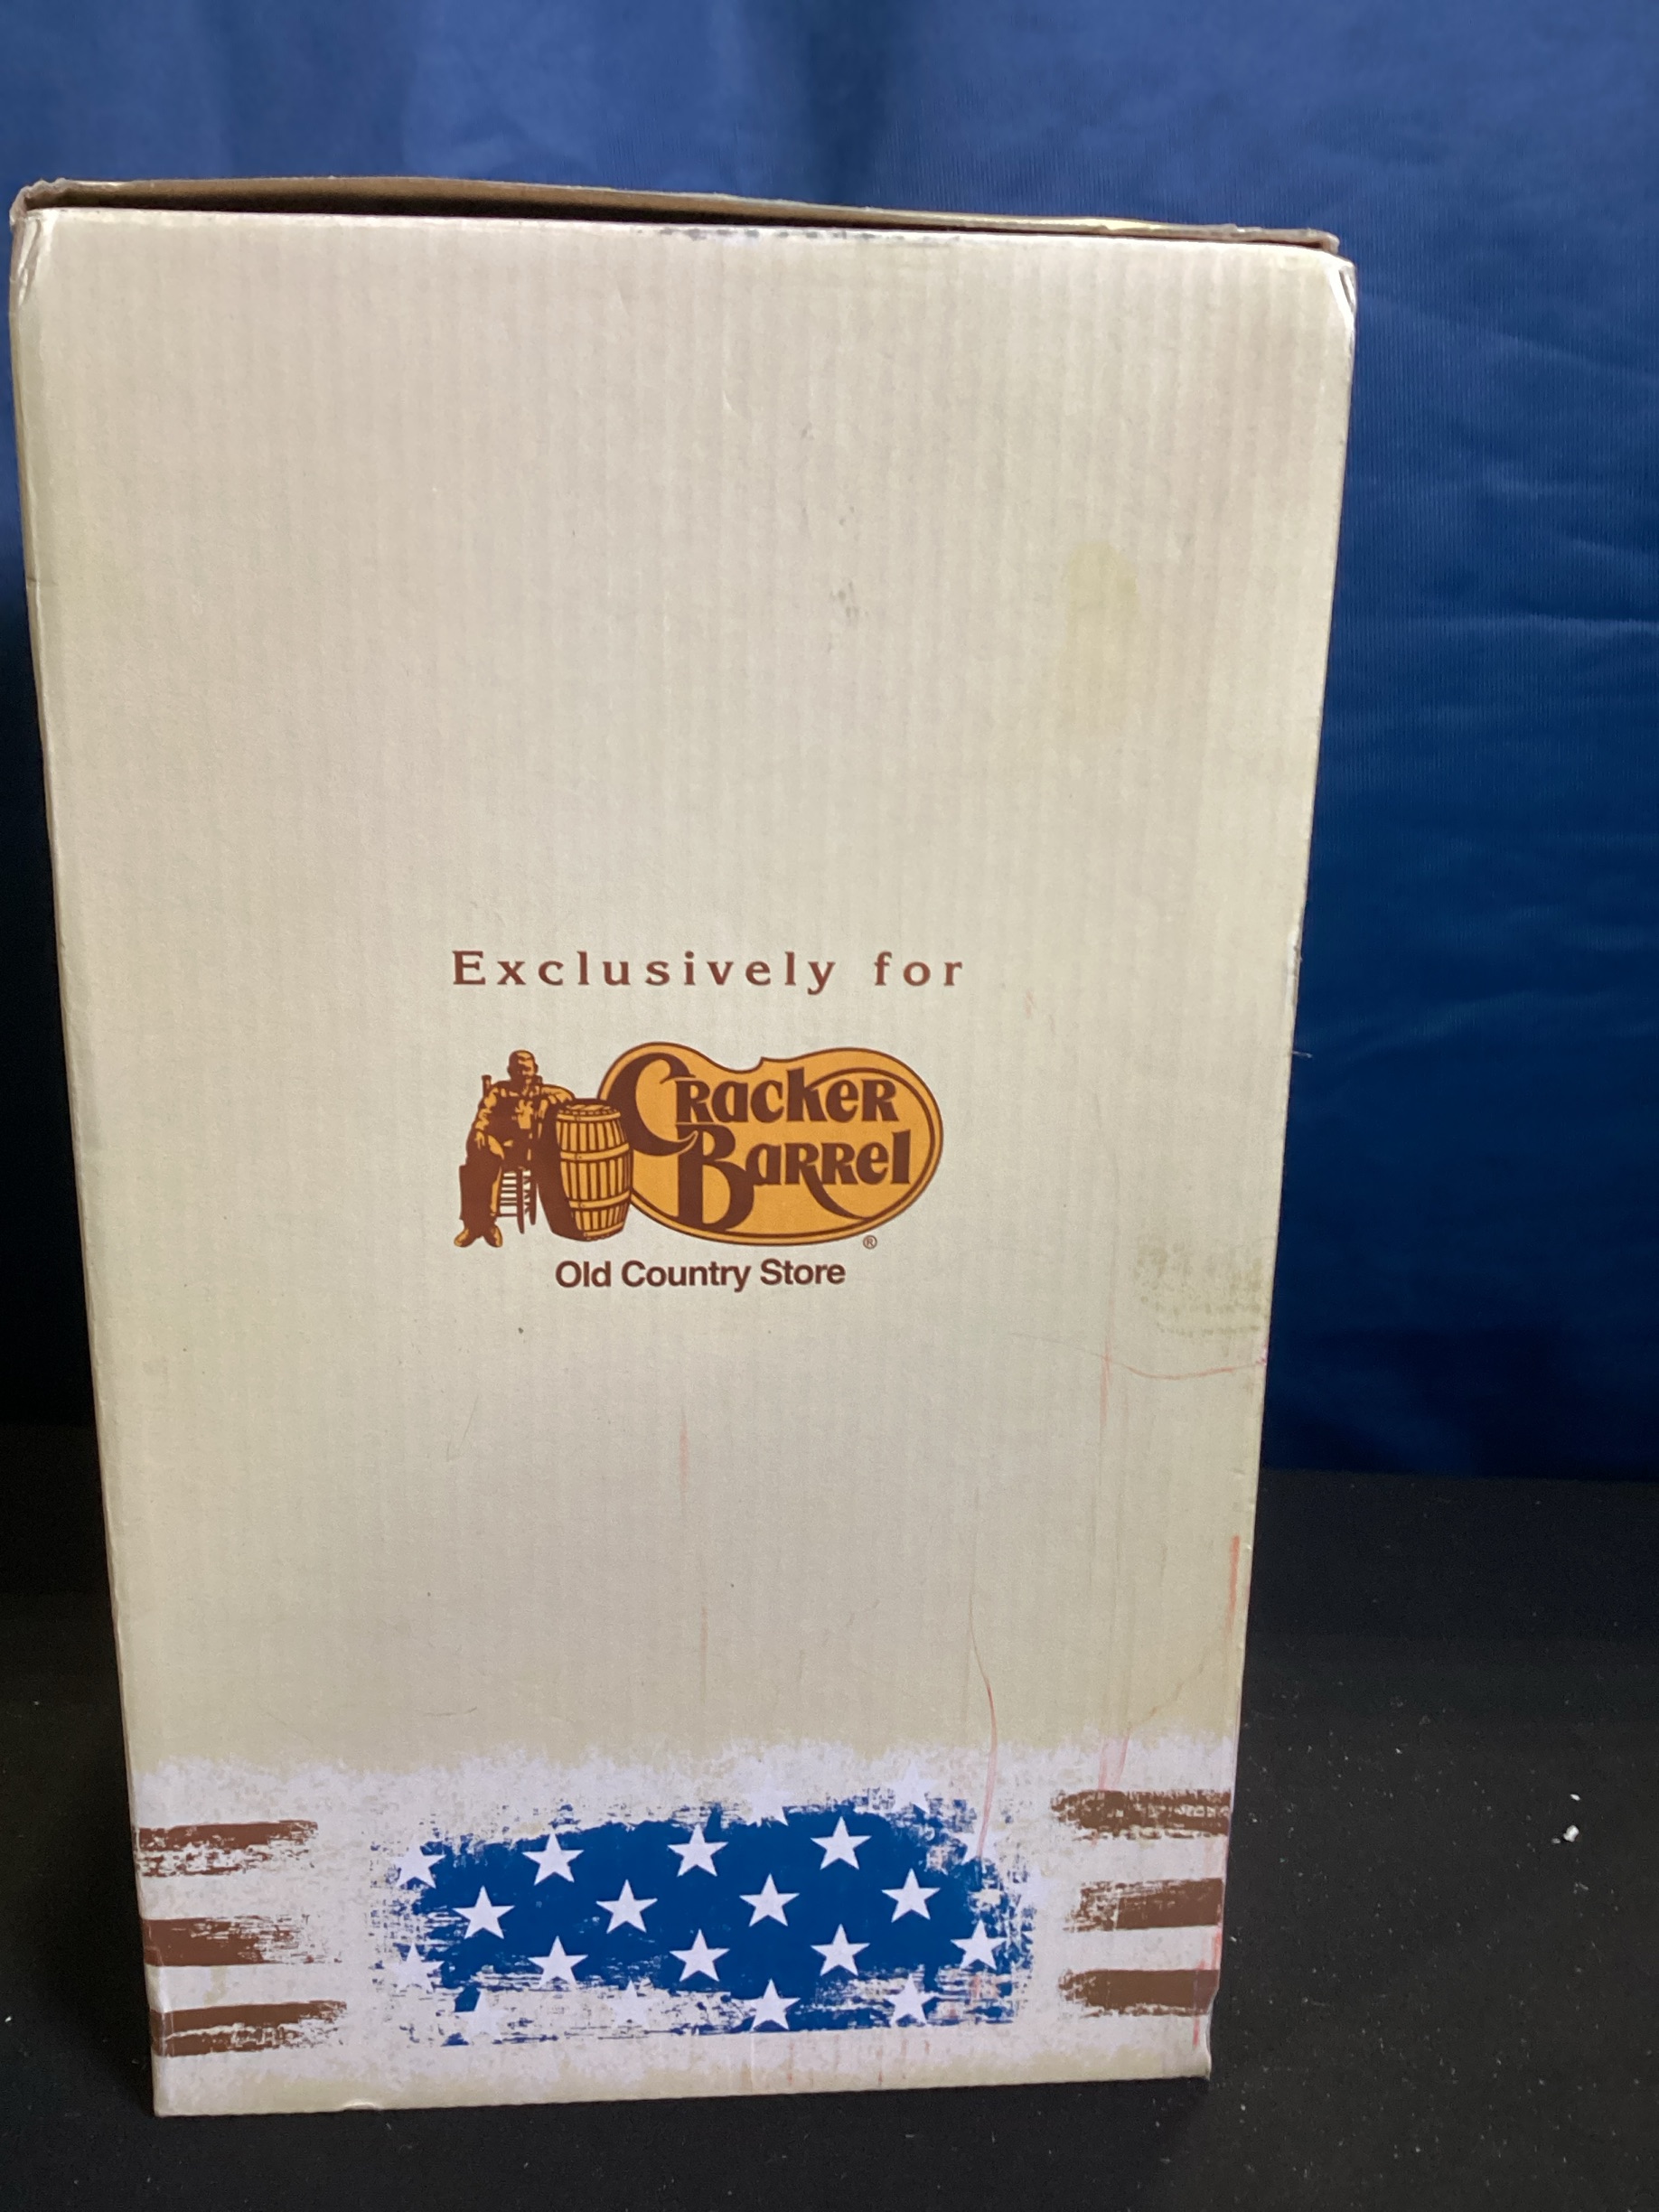 Exclusively for
Cracker
Barrel
®
Old Country Store